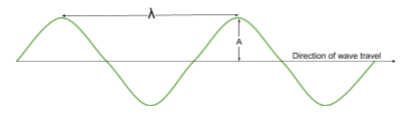 λ
A
Direction of wave travel